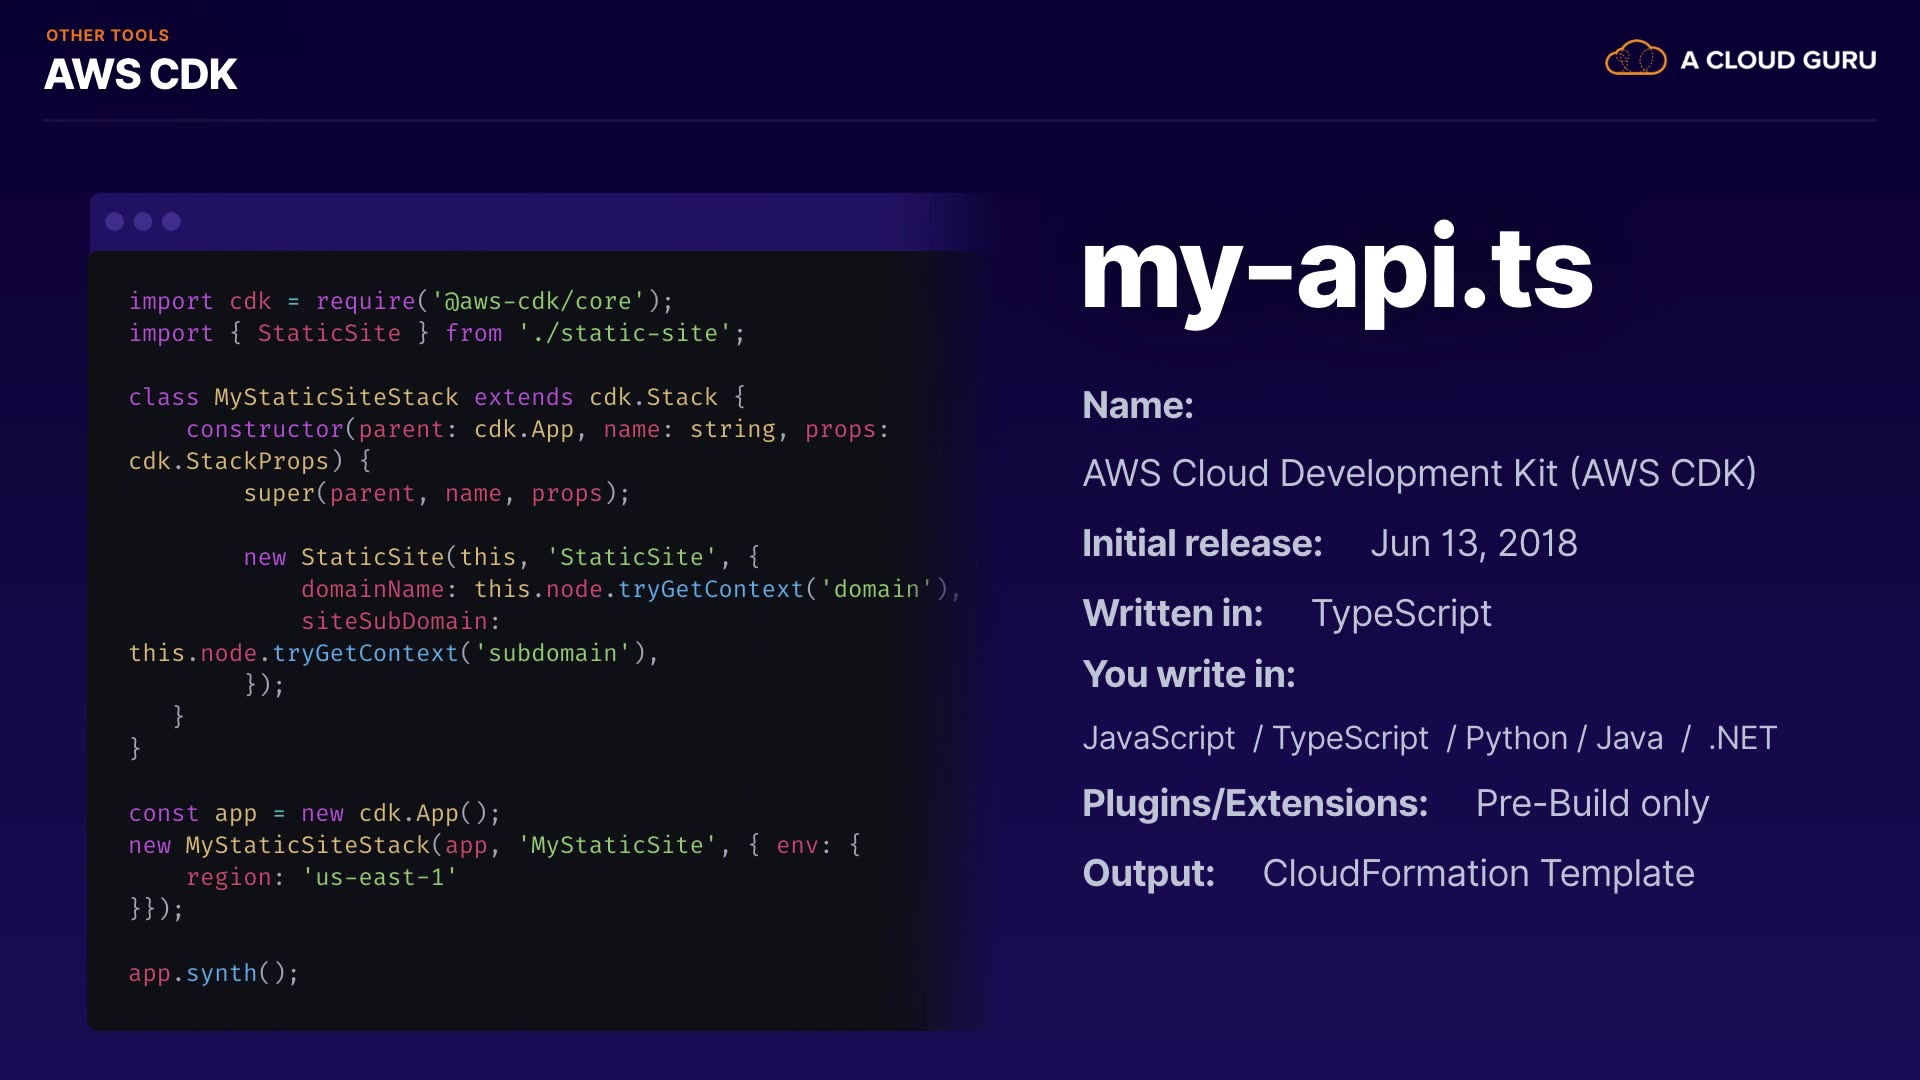 OTHER TOOLS
AWS CDK
A CLOUD GURU
import cdk = require('@aws-cdk/core');
import { StaticSite } from './static-site';
class MyStaticSiteStack extends cdk.Stack {
    constructor(parent: cdk.App, name: string, props:
cdk.StackProps) {
        super(parent, name, props);
        new StaticSite(this, 'StaticSite', {
            domainName: this.node.tryGetContext('domain'),
            siteSubDomain:
this.node.tryGetContext('subdomain'),
        });
   }
}
const app = new cdk.App();
new MyStaticSiteStack(app, 'MyStaticSite', { env: {
    region: 'us-east-1'
}});
app.synth();
my-api.ts
Name:
AWS Cloud Development Kit (AWS CDK)
Initial release: Jun 13, 2018
Written in: TypeScript
You write in:
JavaScript / TypeScript / Python / Java / .NET
Plugins/Extensions: Pre-Build only
Output: CloudFormation Template